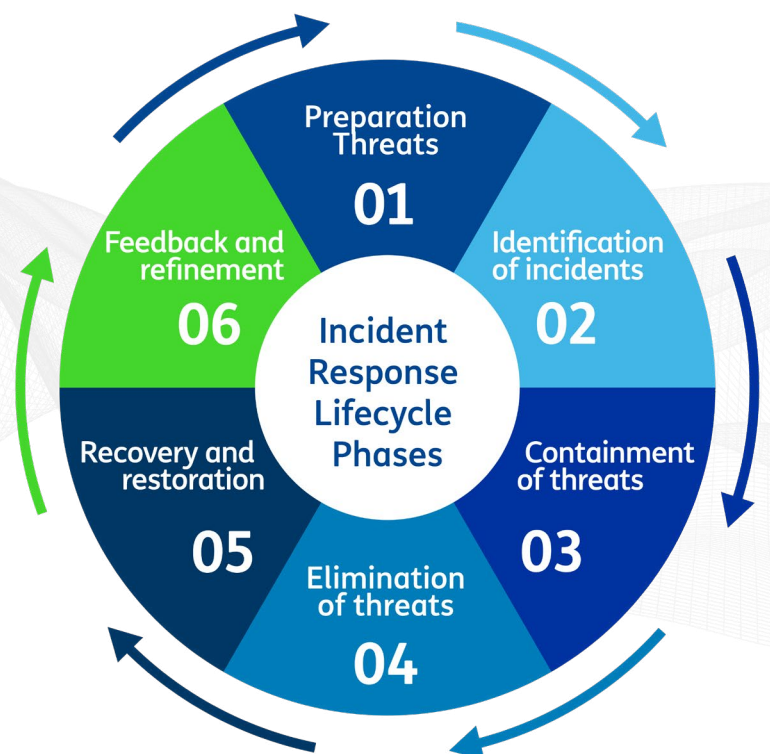 Preparation
Threats
01
Identification
of incidents
02
Containment
of threats
03
Elimination
of threats
04
Recovery and
restoration
05
Feedback and
refinement
06
Incident
Response
Lifecycle
Phases